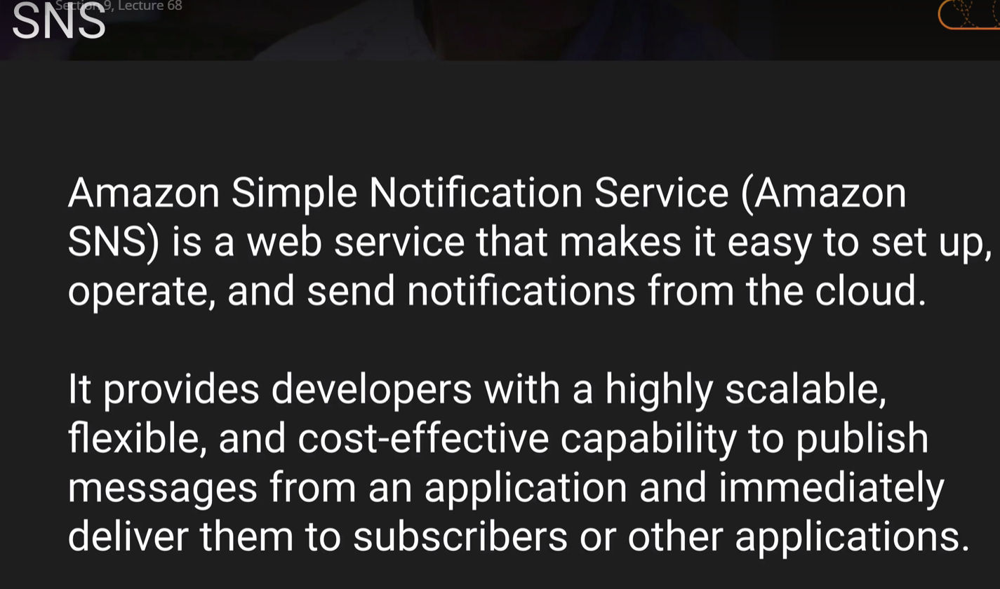 Section 9, Lecture 68
SNS
Amazon Simple Notification Service (Amazon
SNS) is a web service that makes it easy to set up,
operate, and send notifications from the cloud.
It provides developers with a highly scalable,
flexible, and cost-effective capability to publish
messages from an application and immediately
deliver them to subscribers or other applications.